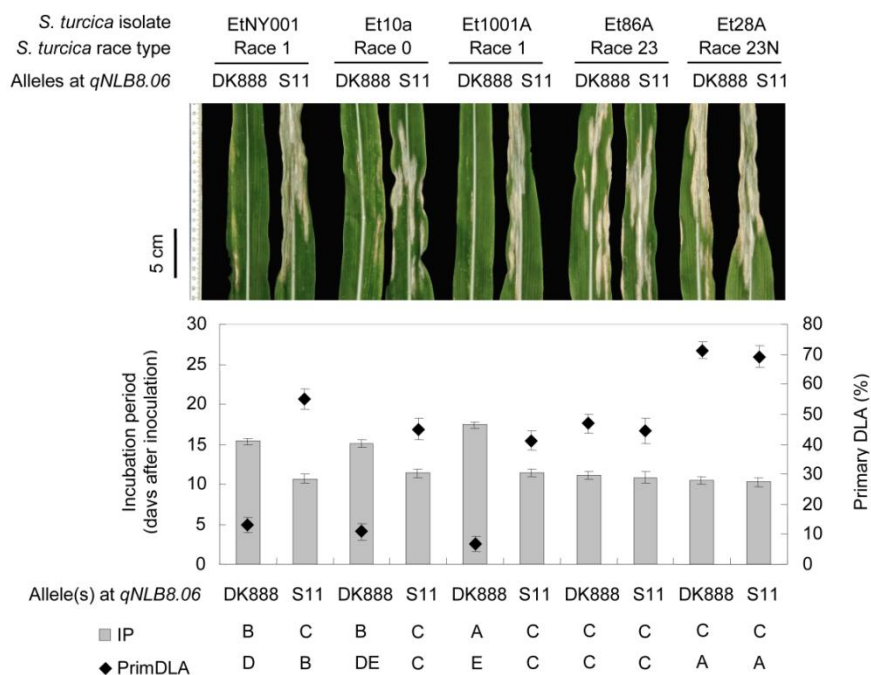 S. turcica isolate EtNY001 Et10a Et1001A Et86A Et28A
S. turcica race type Race 1 Race 0 Race 1 Race 23 Race 23N
Alleles at qNLB8.06 DK888 S11 DK888 S11 DK888 S11 DK888 S11 DK888 S11
5 cm
30 80
25 70
20 60
15 50
10 40
5 30
0 20
10
0
Incubation period
(days after inoculation)
Primary DLA (%)
Allele(s) at qNLB8.06 DK888 S11 DK888 S11 DK888 S11 DK888 S11 DK888 S11
IP B C B C A C C C C C
PrimDLA D B DE C E C C C A A